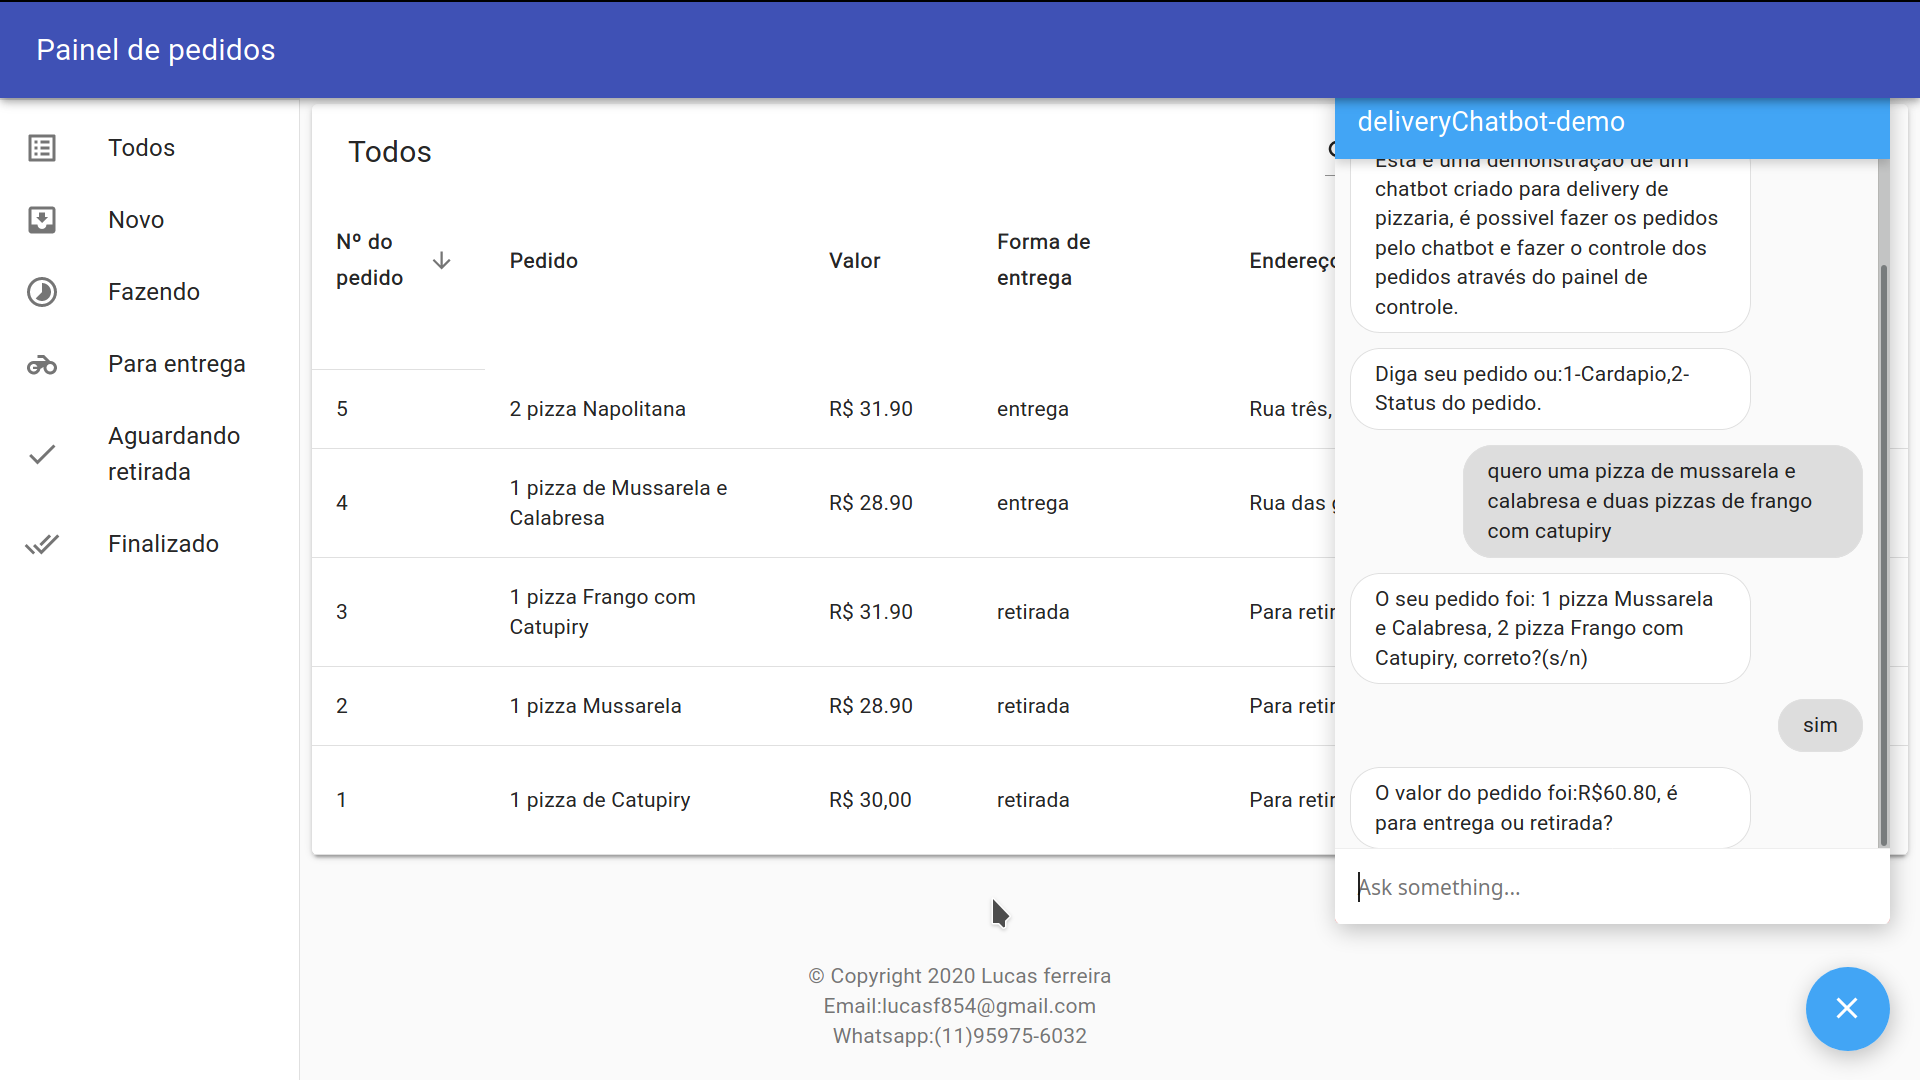 Painel de pedidos
Todos
Novo
Fazendo
Para entrega
Aguardando
retirada
Finalizado
Todos
Nº do
pedido
Pedido
Valor
Forma de
entrega
Endereço
5
2 pizza Napolitana
R$ 31.90
entrega
Rua três,
4
1 pizza de Mussarela e
Calabresa
R$ 28.90
entrega
Rua das
3
1 pizza Frango com
Catupiry
R$ 31.90
retirada
Para retir
2
1 pizza Mussarela
R$ 28.90
retirada
Para retir
1
1 pizza de Catupiry
R$ 30,00
retirada
Para retir
deliveryChatbot-demo
Esta é uma demonstração de um
chatbot criado para delivery de
pizzaria, é possivel fazer os pedidos
pelo chatbot e fazer o controle dos
pedidos através do painel de
controle.
Diga seu pedido ou:1-Cardapio,2-
Status do pedido.
quero uma pizza de mussarela e
calabresa e duas pizzas de frango
com catupiry
O seu pedido foi: 1 pizza Mussarela
e Calabresa, 2 pizza Frango com
Catupiry, correto?(s/n)
sim
O valor do pedido foi:R$60.80, é
para entrega ou retirada?
Ask something...
© Copyright 2020 Lucas ferreira
Email:lucasf854@gmail.com
Whatsapp:(11)95975-6032